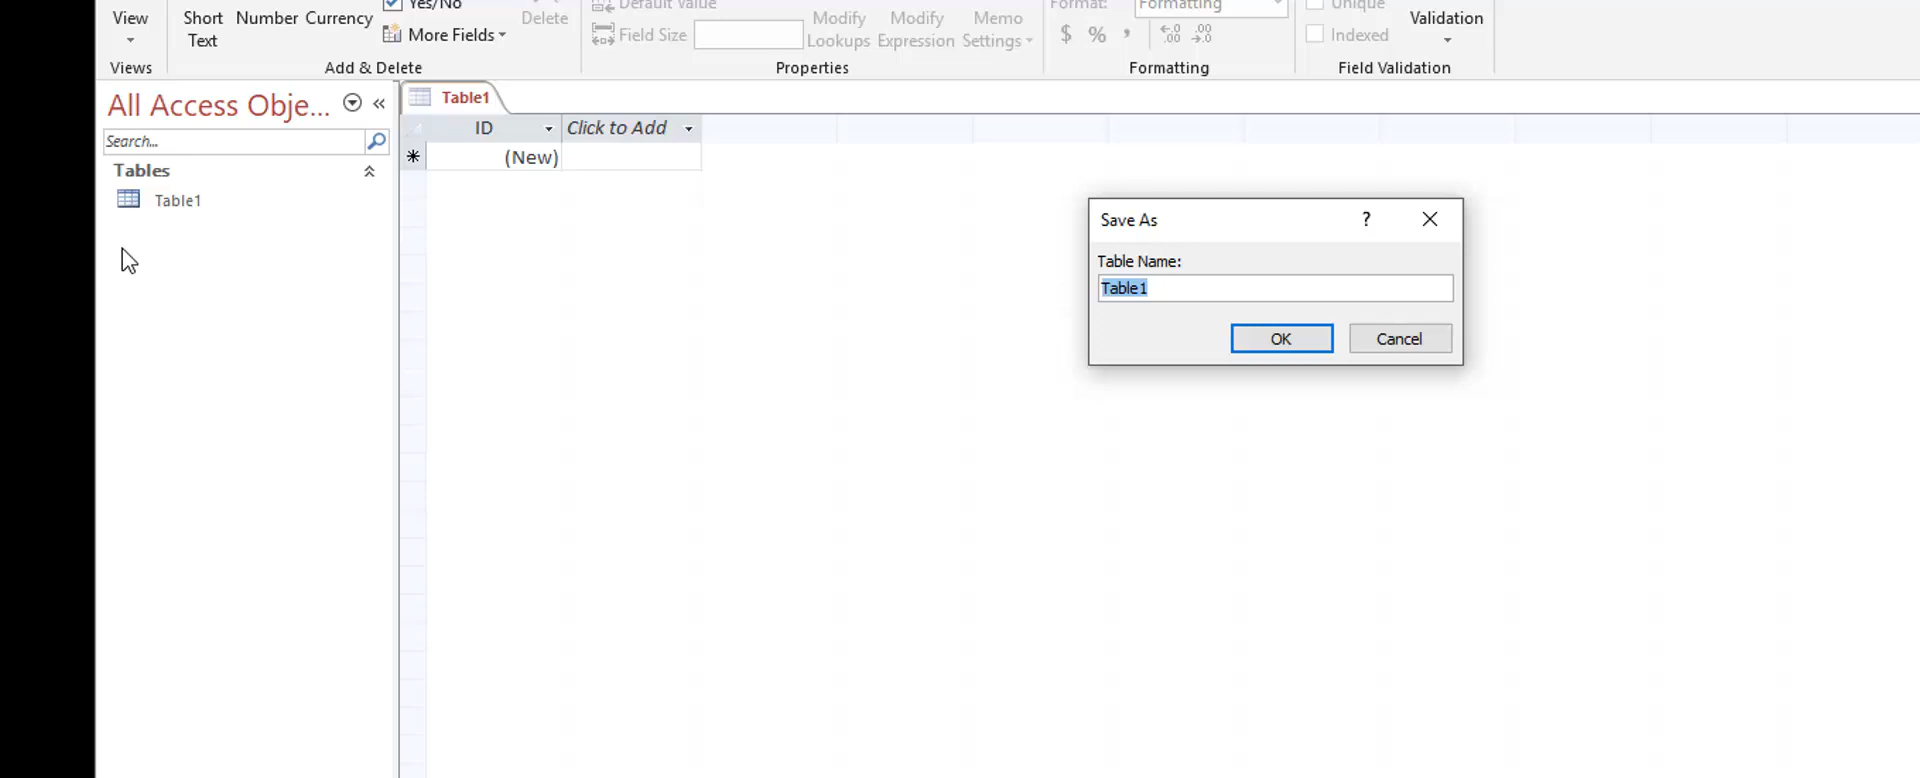 Yes/No
Default Value
Format:
Formatting
Unique
View
Short
Text
Number
Currency
Delete
More Fields
Field Size
Modify
Lookups
Modify
Expression
Memo
Settings
$ % ,
.00
.00
Indexed
Validation
Views
Add & Delete
Properties
Formatting
Field Validation
All Access Obje...
Search...
Tables
Table1
Table1
ID
Click to Add
(New)
Save As
? 
Table Name:
Table1
OK
Cancel